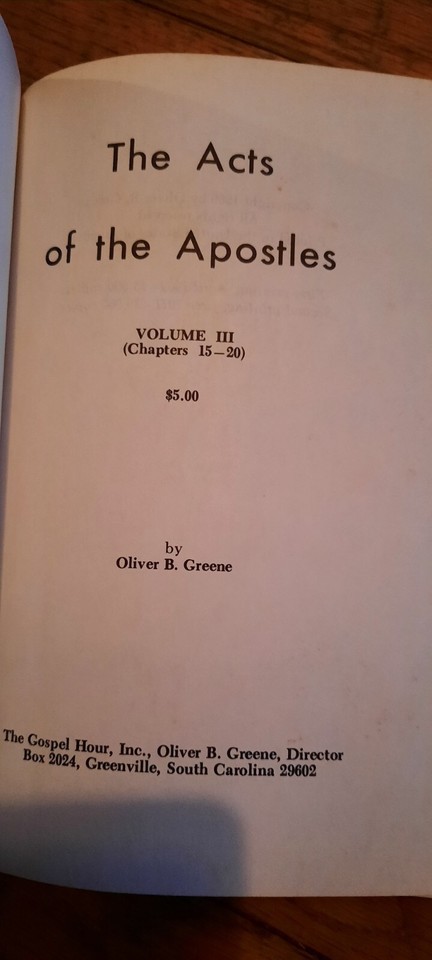 The Acts
of the Apostles
VOLUME III
(Chapters 15—20)
$5.00
by
Oliver B. Greene
The Gospel Hour, Inc., Oliver B. Greene, Director
Box 2024, Greenville, South Carolina 29602